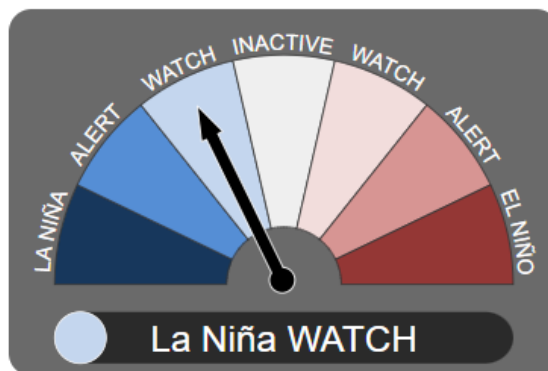 LA NIÑA
ALERT
WATCH
INACTIVE
WATCH
ALERT
EL NIÑO
La Niña WATCH